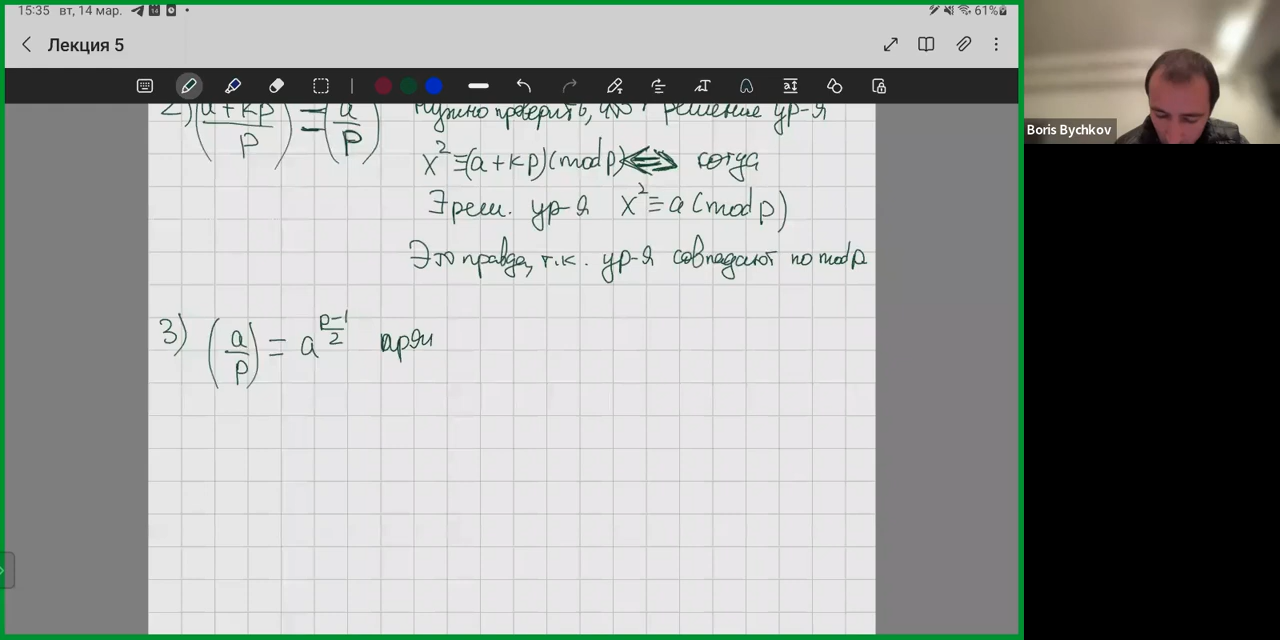 15:35 вт, 14 мар.
61%
Лекция 5
Boris Bychkov
2) (a+kp / p) = (a / p) Нужно проверить, что решение ур-я
x² ≡ (a+kp)(mod p) ⟺ тогда
∃ реш. ур-я x² ≡ a (mod p)
Это правда, т.к. ур-я совпадают по mod p
3) (a / p) = a^((p-1)/2)